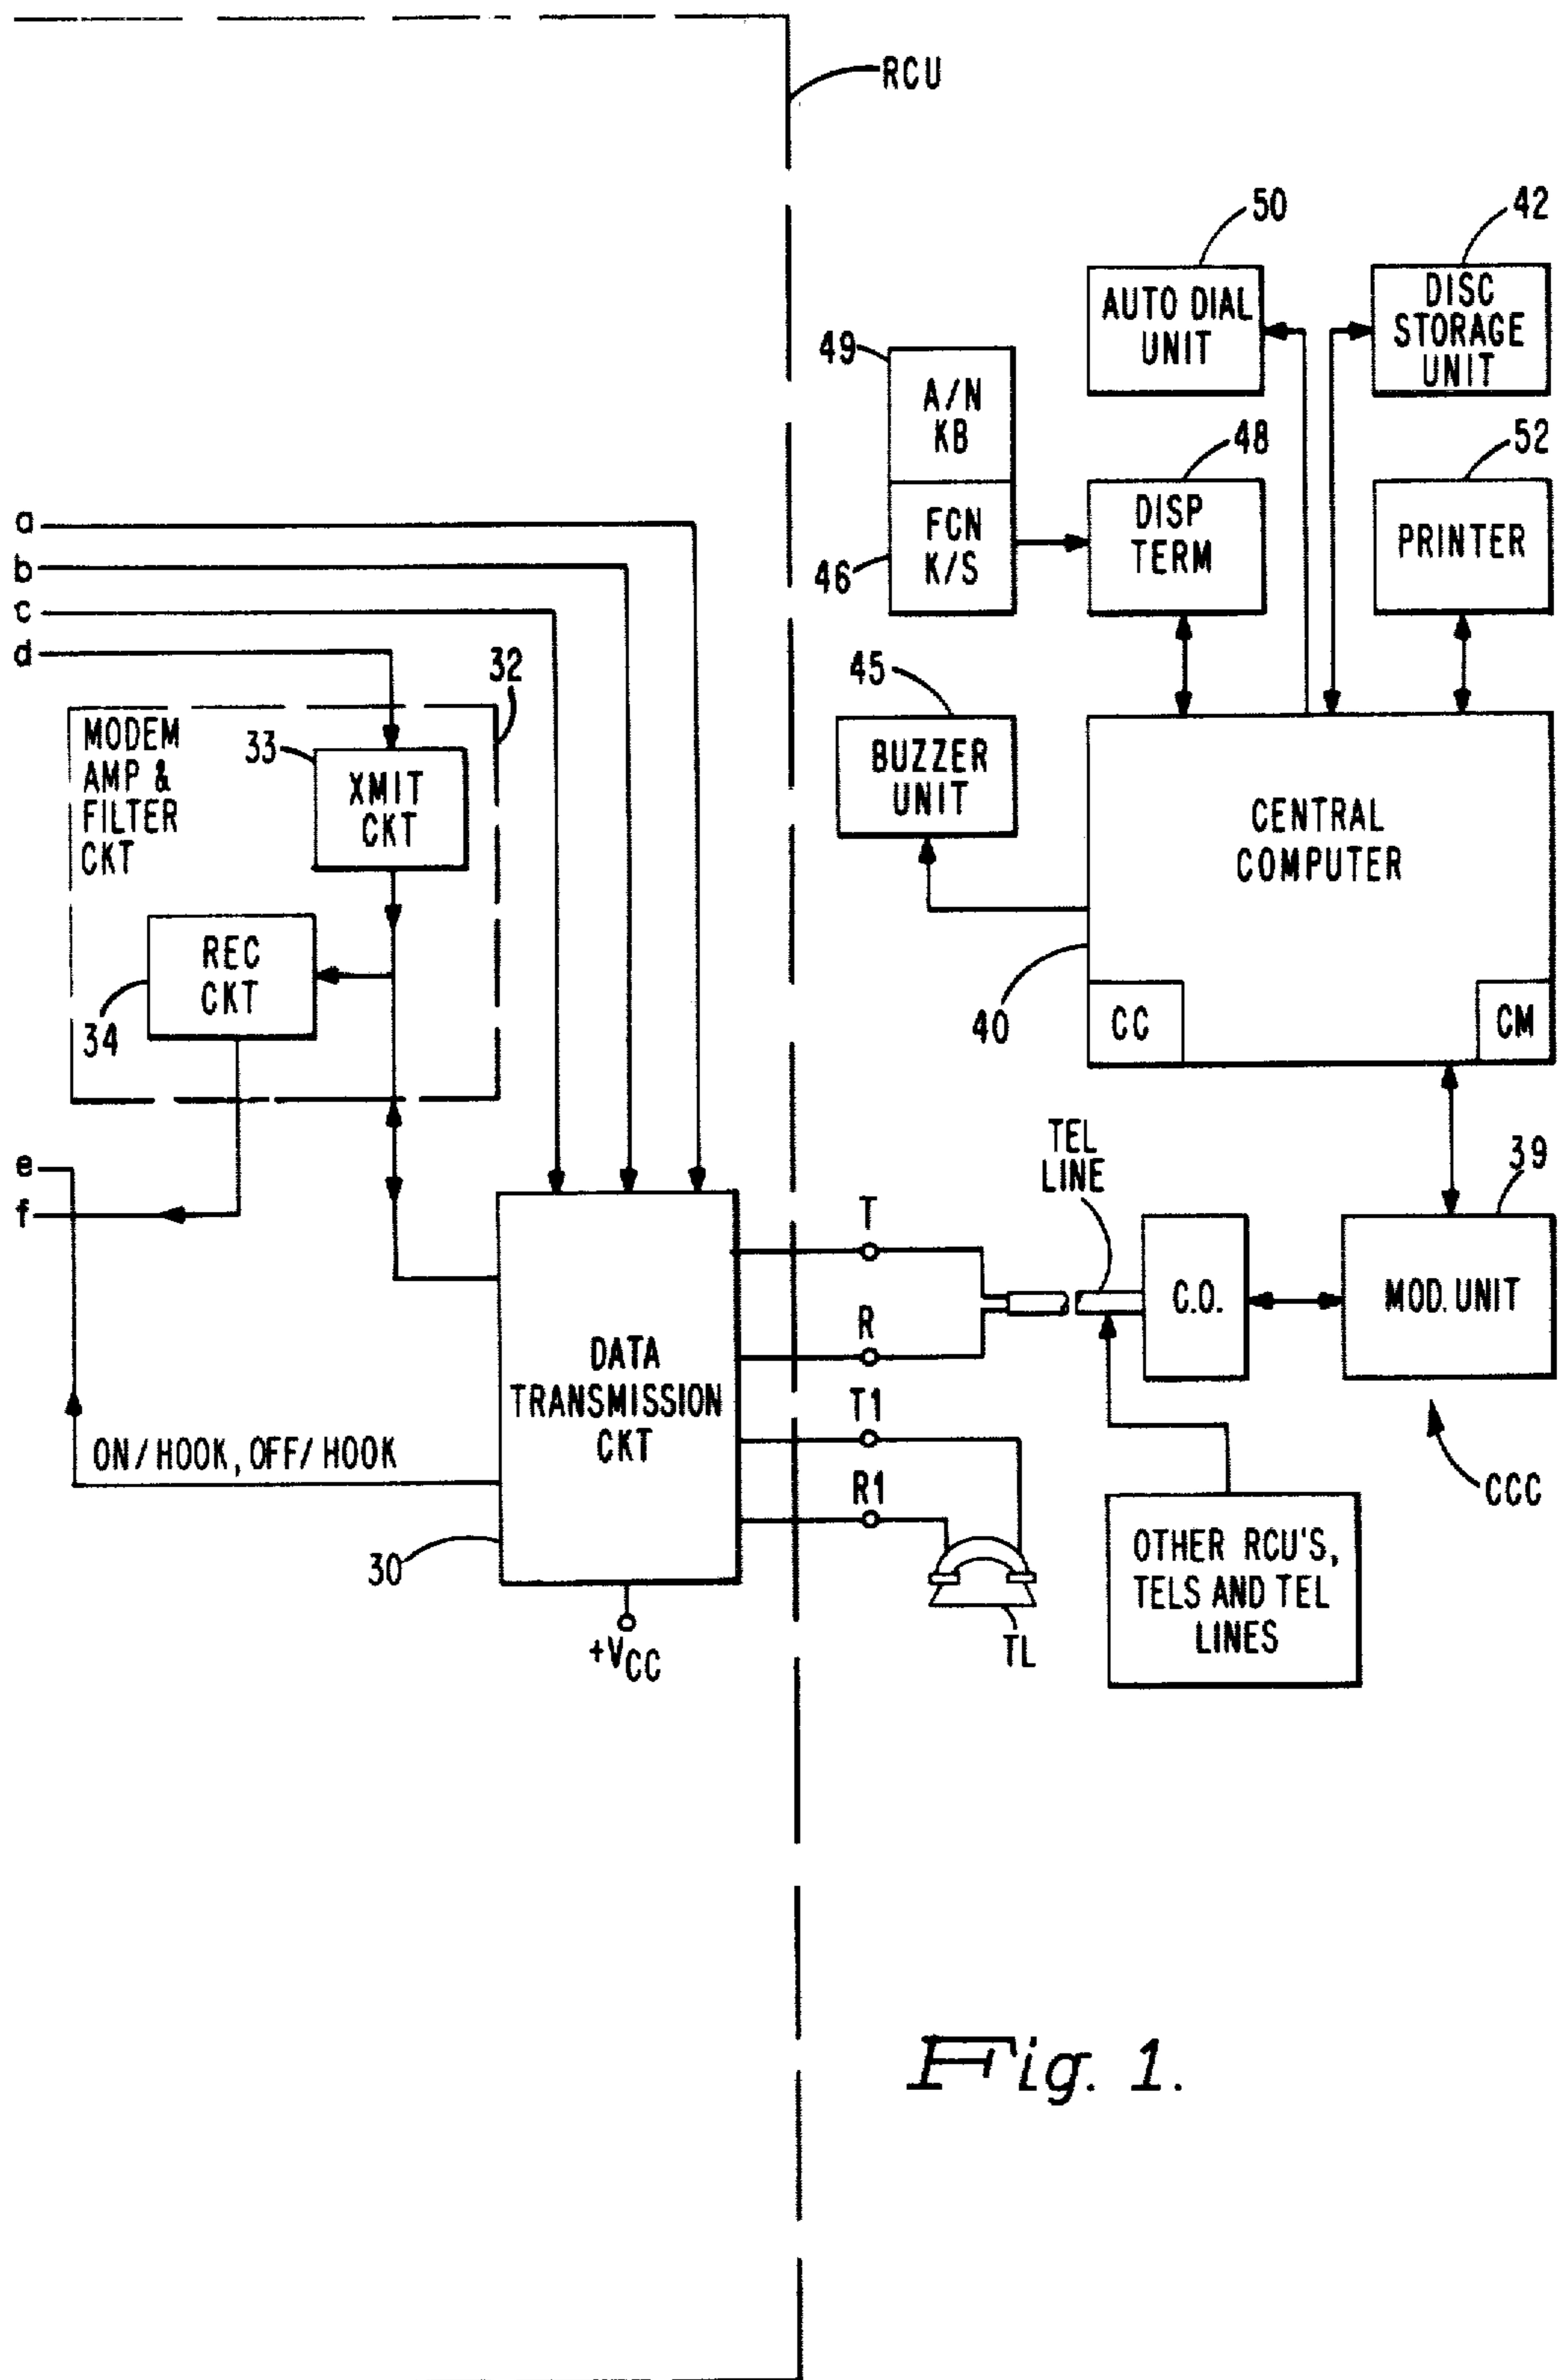 RCU
50
42
AUTO DIAL
UNIT
DISC
STORAGE
UNIT
49
A/N
KB
48
52
FCN
K/S
46
DISP
TERM
PRINTER
a
b
c
d
32
45
MODEM
AMP &
FILTER
CKT
33
XMIT
CKT
BUZZER
UNIT
CENTRAL
COMPUTER
REC
CKT
34
40
CC
CM
TEL
LINE
39
e
f
T
R
C.O.
MOD. UNIT
DATA
TRANSMISSION
CKT
T1
ON/HOOK, OFF/HOOK
R1
CCC
30
OTHER RCU'S,
TELS AND TEL
LINES
TL
+VCC
Fig. 1.